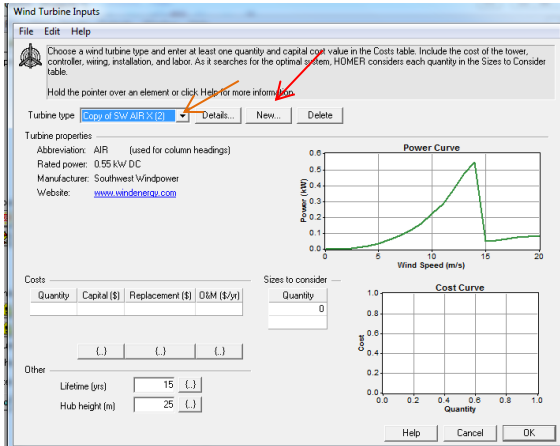 Wind Turbine Inputs
File Edit Help
Choose a wind turbine type and enter at least one quantity and capital cost value in the Costs table. Include the cost of the tower,
controller, wiring, installation, and labor. As it searches for the optimal system, HOMER considers each quantity in the Sizes to Consider
table.
Hold the pointer over an element or click Help for more information.
Turbine type Copy of SW AIR X (2) Details... New... Delete
Turbine properties
Abbreviation: AIR (used for column headings)
Rated power: 0.55 kW DC
Manufacturer: Southwest Windpower
Website: www.windenergy.com
Power Curve
Power (kW)
0.6
0.5
0.4
0.3
0.2
0.1
0.0
0 5 10 15 20
Wind Speed (m/s)
Costs
Quantity Capital ($) Replacement ($) O&M ($/yr)
{..} {..} {..}
Sizes to consider
Quantity
0
Cost Curve
Cost
1.0
0.8
0.6
0.4
0.2
0.0
0.0 0.2 0.4 0.6 0.8 1.0
Quantity
Other
Lifetime (yrs) 15 {..}
Hub height (m) 25 {..}
Help Cancel OK